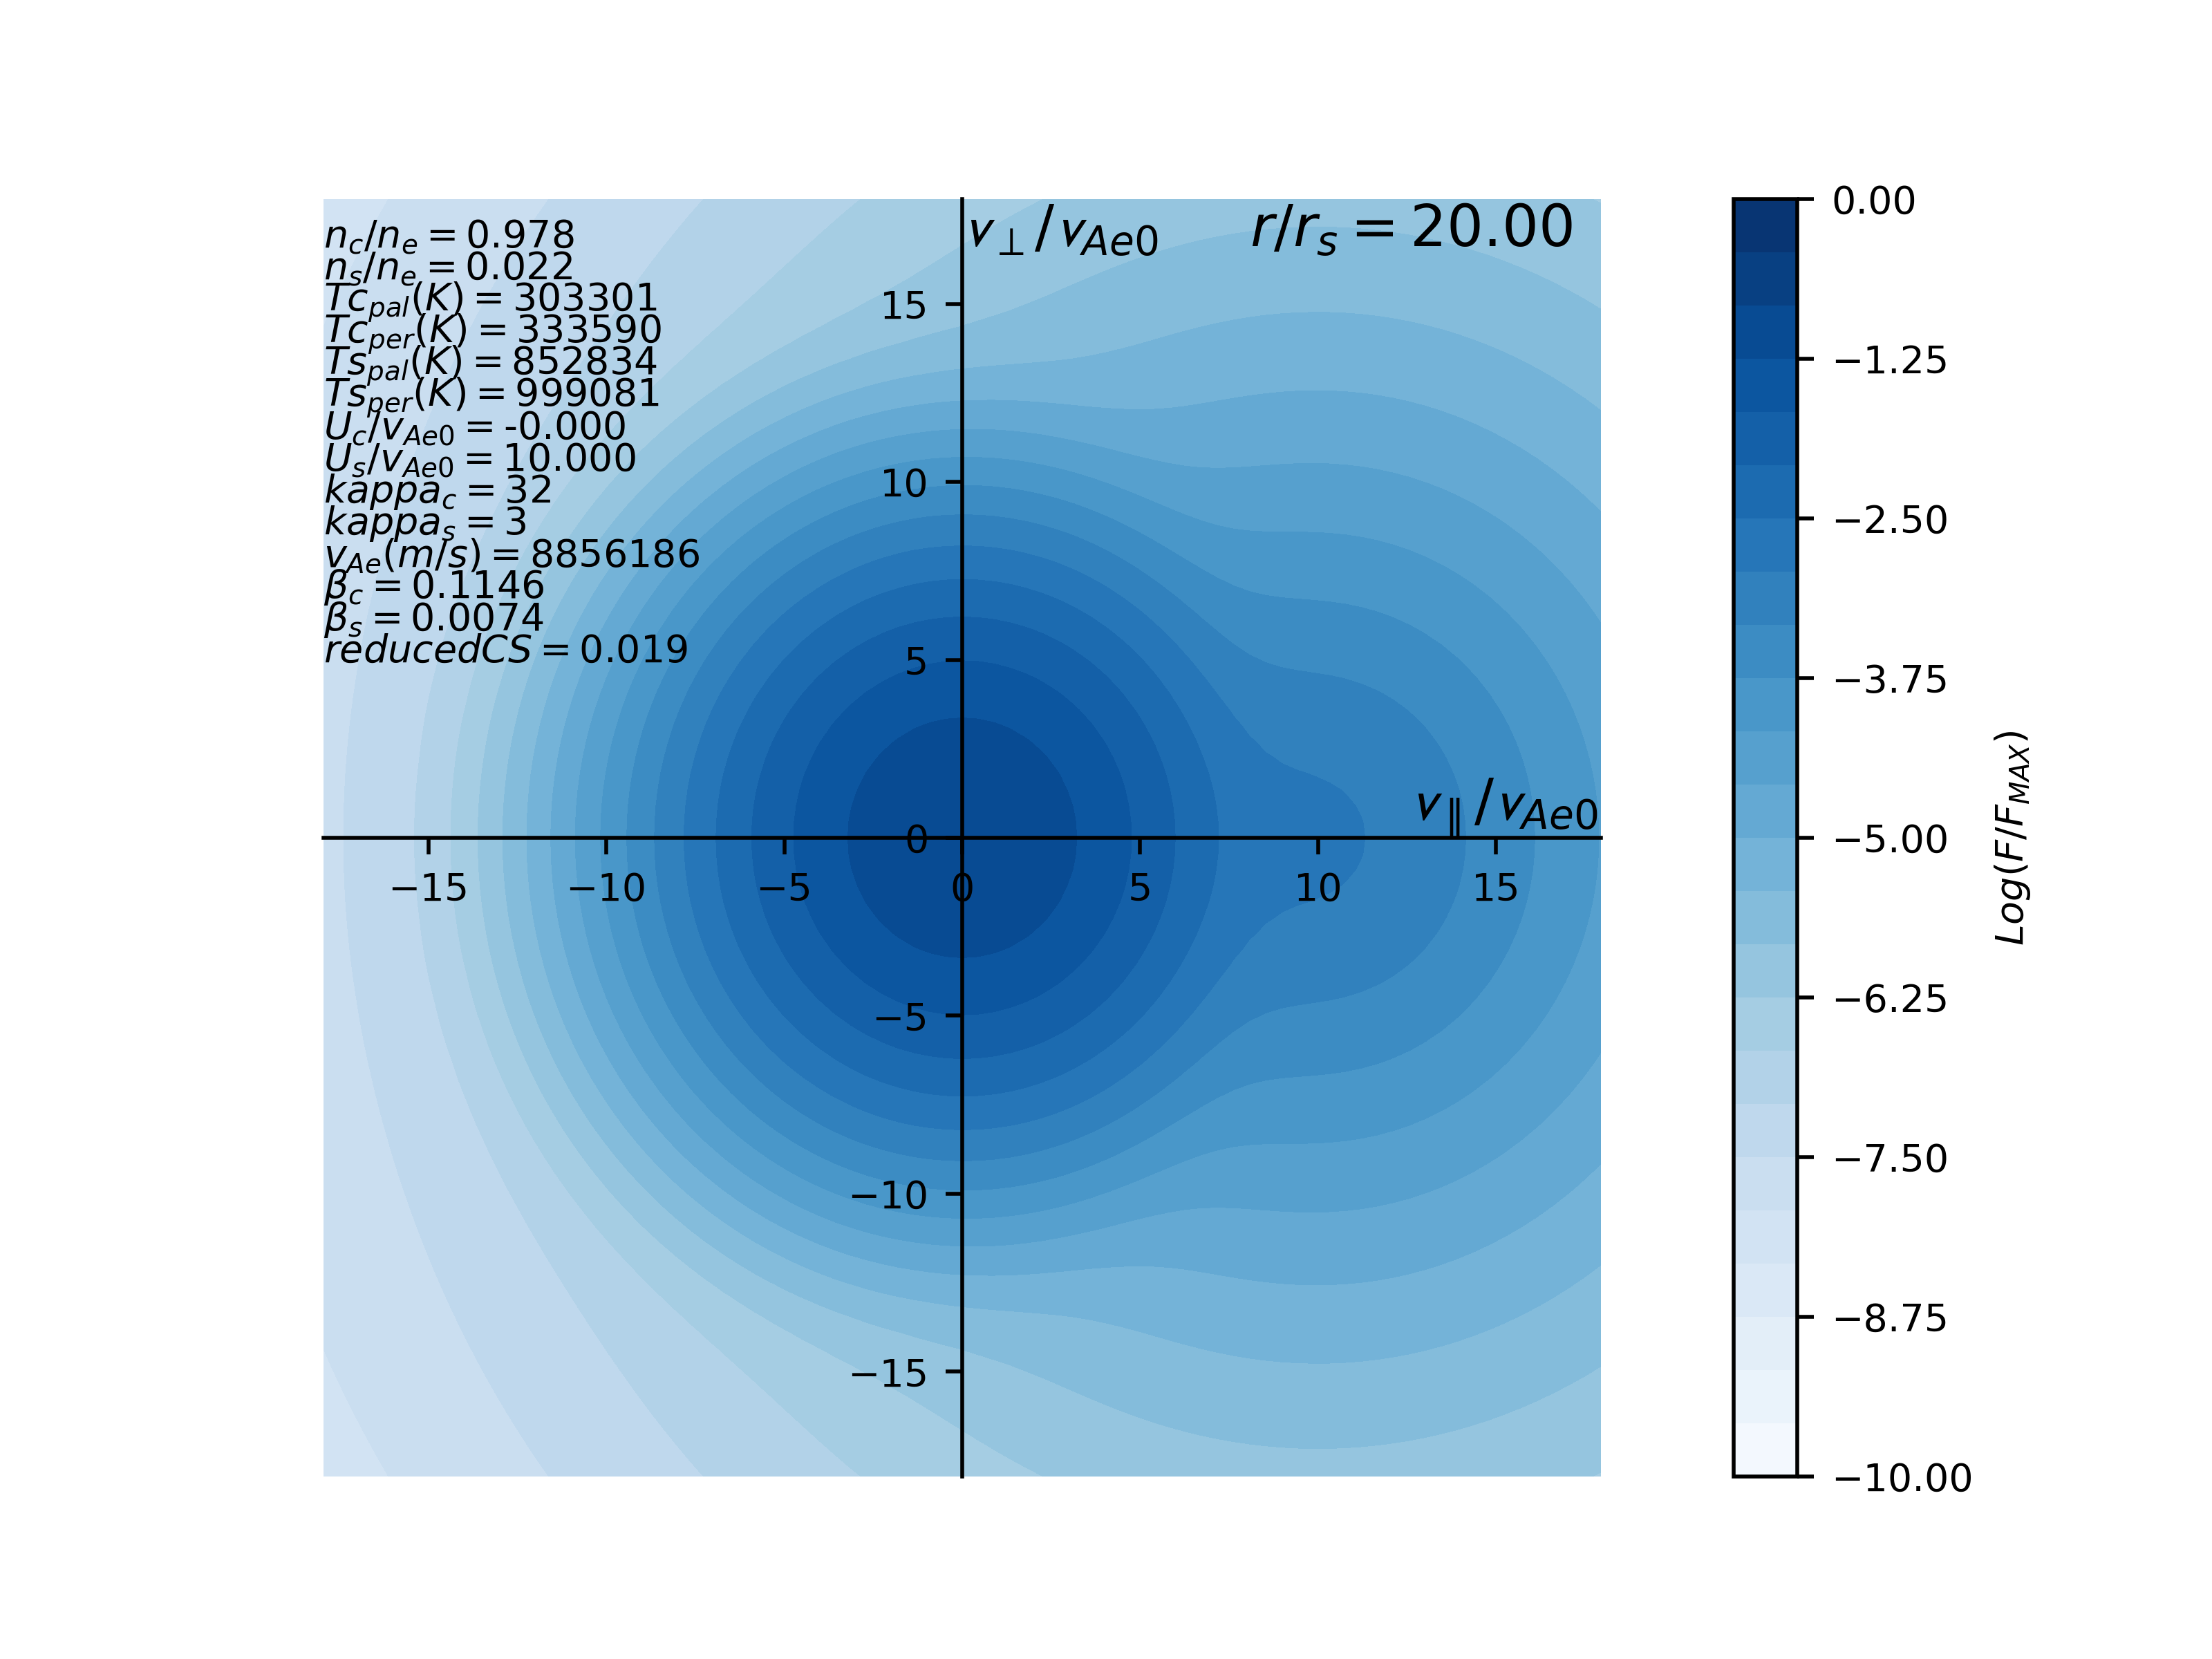 n_c/n_e = 0.978
n_s/n_e = 0.022
Tc_pal(K) = 303301
Tc_per(K) = 333590
Ts_pal(K) = 852834
Ts_per(K) = 999081
U_c/v_Ae0 = -0.000
U_s/v_Ae0 = 10.000
kappa_c = 32
kappa_s = 3
v_Ae(m/s) = 8856186
β_c = 0.1146
β_s = 0.0074
reducedCS = 0.019
v_⊥/v_Ae0
r/r_s = 20.00
15
10
5
0
−5
−10
−15
v_∥/v_Ae0
−15 −10 −5 0 5 10 15
0.00
−1.25
−2.50
−3.75
−5.00
−6.25
−7.50
−8.75
−10.00
Log(F/F_MAX)